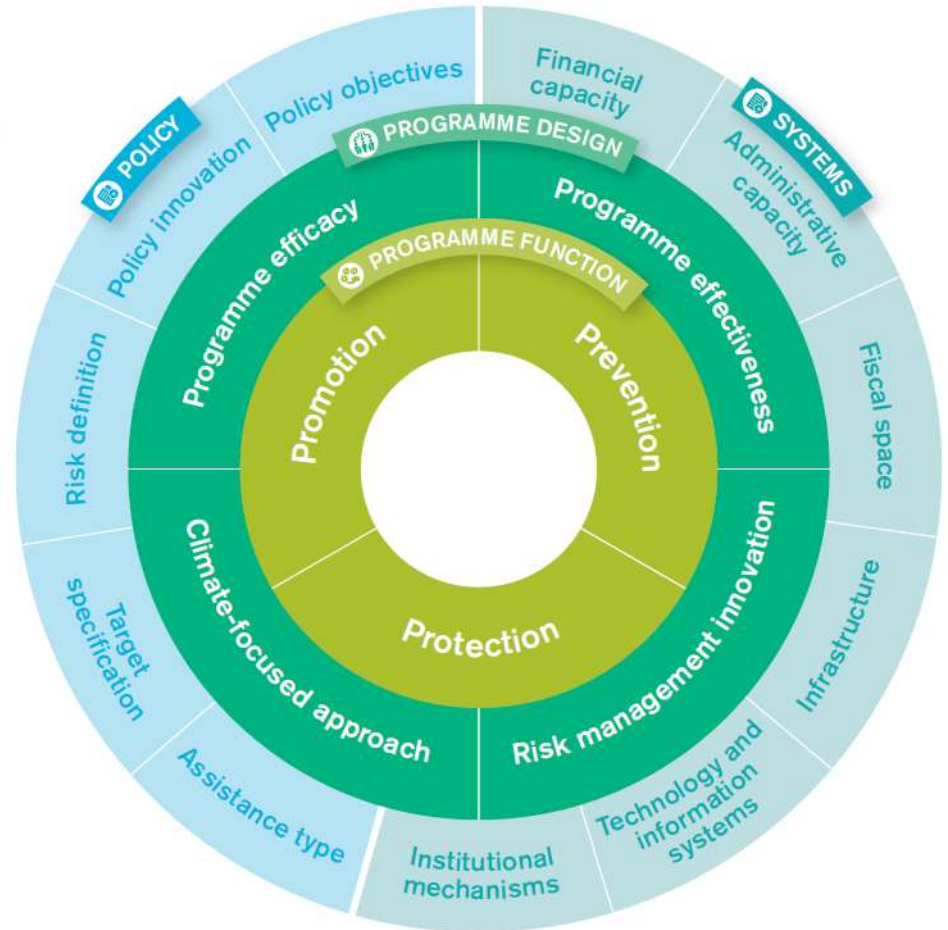 POLICY
Policy objectives
Policy innovation
Risk definition
Target
specification
Assistance type
SYSTEMS
Financial
capacity
Administrative
capacity
Fiscal space
Infrastructure
Technology and
information
systems
Institutional
mechanisms
PROGRAMME DESIGN
Programme efficacy
Programme effectiveness
Climate-focused approach
Risk management innovation
PROGRAMME FUNCTION
Promotion
Prevention
Protection